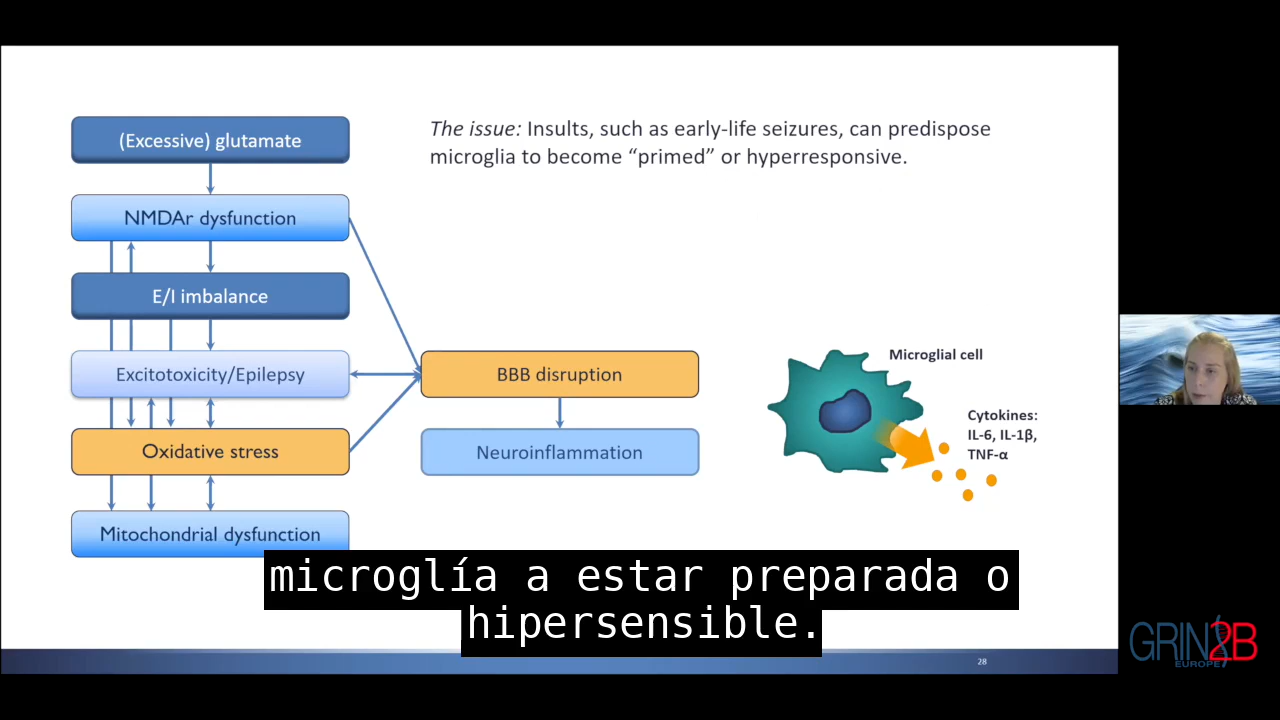 (Excessive) glutamate
NMDAr dysfunction
E/I imbalance
Excitotoxicity/Epilepsy
Oxidative stress
Mitochondrial dysfunction
The issue: Insults, such as early-life seizures, can predispose
microglia to become “primed” or hyperresponsive.
BBB disruption
Neuroinflammation
Microglial cell
Cytokines:
IL-6, IL-1β,
TNF-α
microglía a estar preparada o
hipersensible.
28
GRIN2B
EUROPE